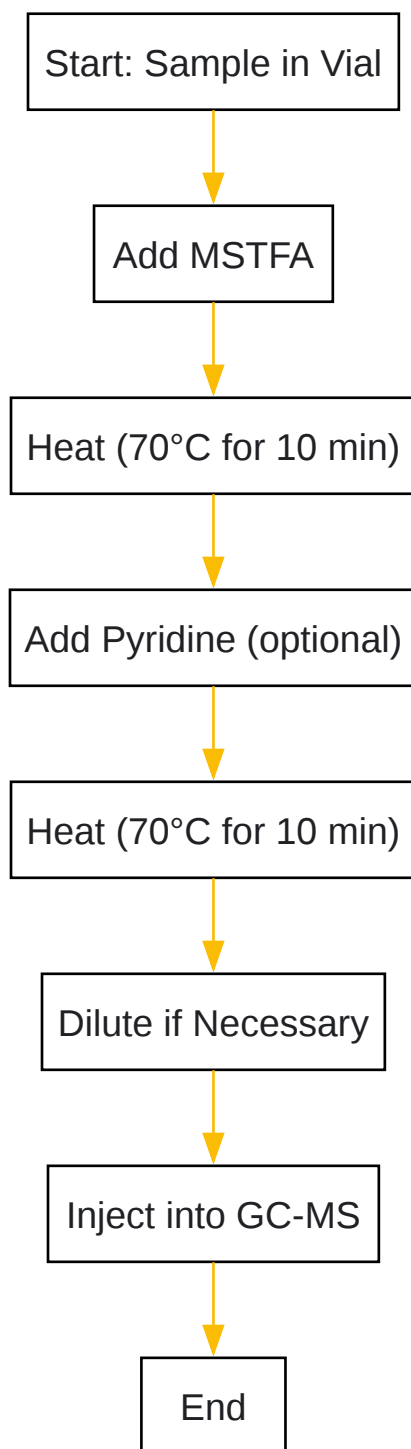 Start: Sample in Vial
Add MSTFA
Heat (70°C for 10 min)
Add Pyridine (optional)
Heat (70°C for 10 min)
Dilute if Necessary
Inject into GC-MS
End